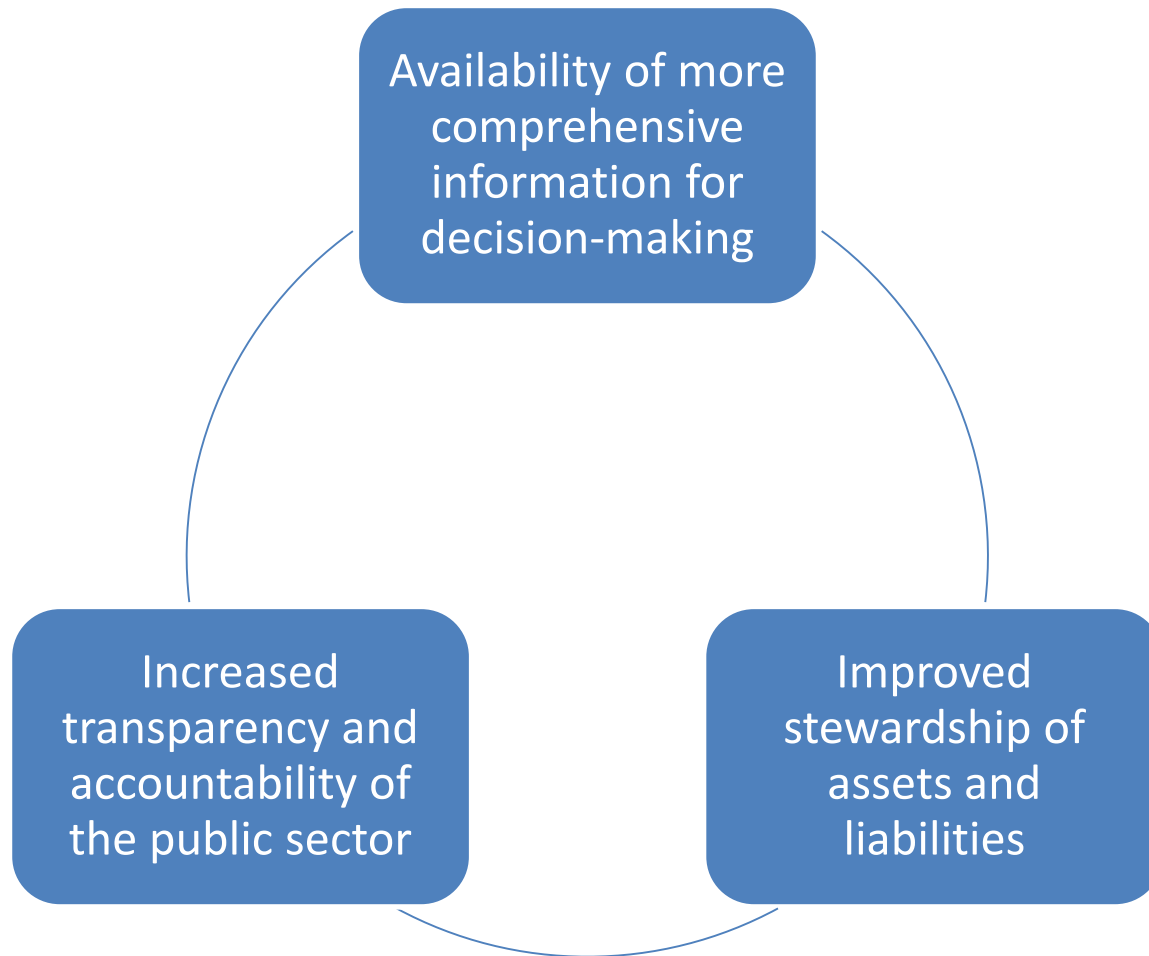 Availability of more
comprehensive
information for
decision-making
Increased
transparency and
accountability of
the public sector
Improved
stewardship of
assets and
liabilities